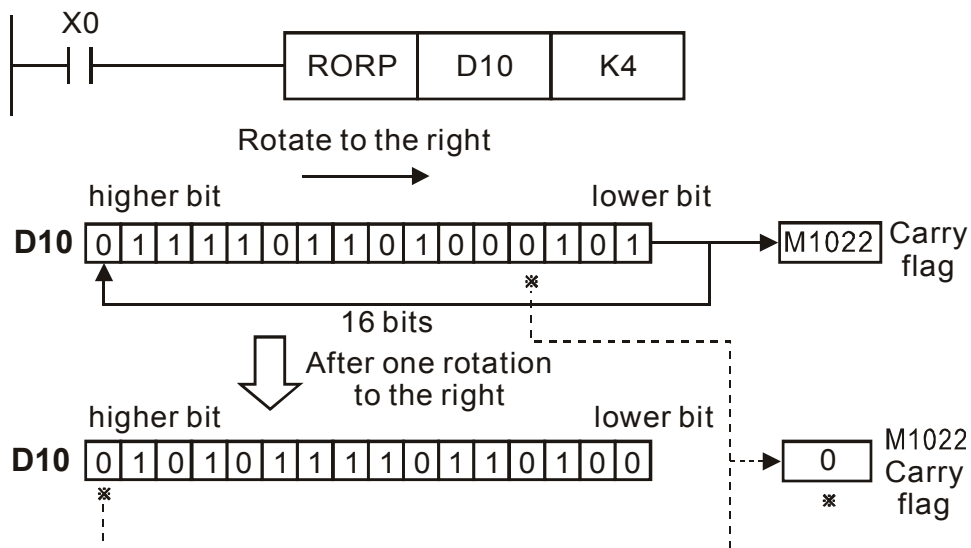 X0
RORP D10 K4
Rotate to the right
higher bit lower bit
D10 0 1 1 1 1 0 1 1 0 1 0 0 0 1 0 1 M1022 Carry
flag
※
16 bits
After one rotation
to the right
higher bit lower bit
D10 0 1 0 1 0 1 1 1 1 0 1 1 0 1 0 0 0 M1022
Carry
flag
※ ※